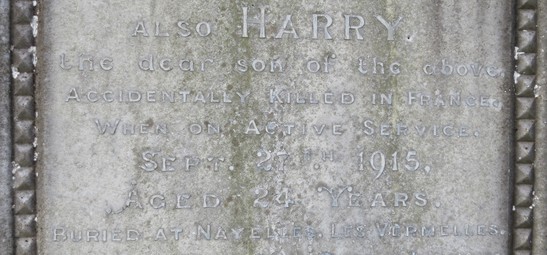 ALSO HARRY
the dear son of the above,
ACCIDENTALLY KILLED IN FRANCE,
WHEN ON ACTIVE SERVICE.
SEPT. 27TH 1915.
AGED 24 YEARS.
BURIED AT NAYELLES, LES VERMELLES.